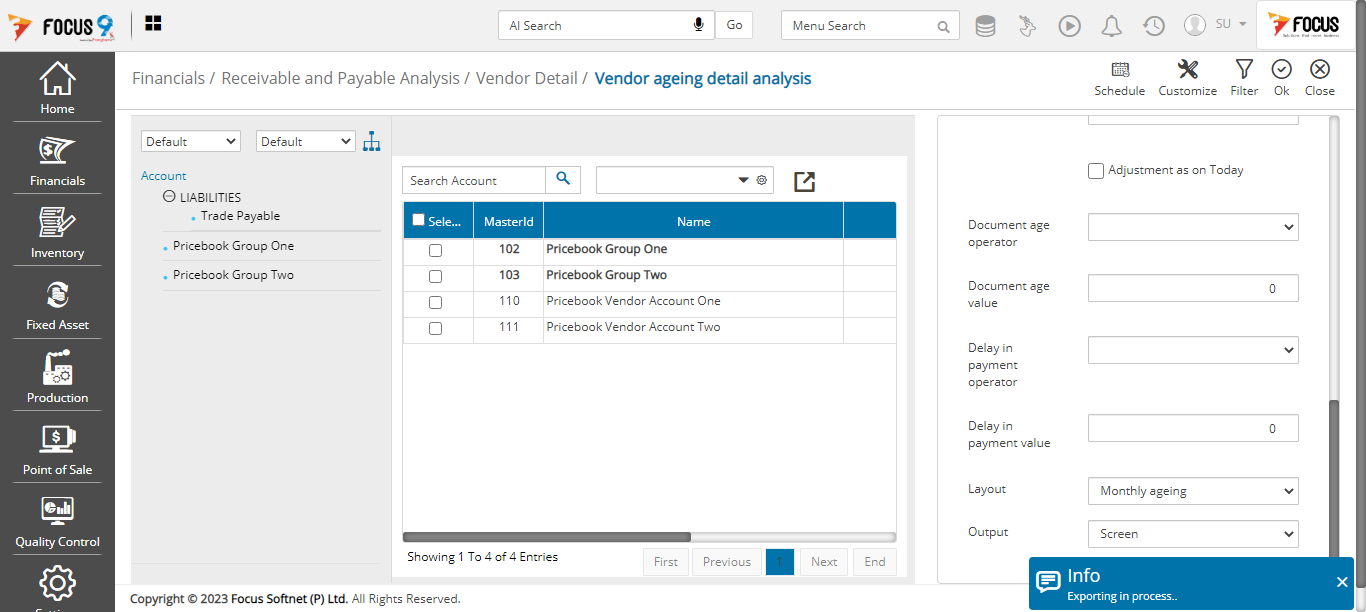 FOCUS 9
AI Search
Go
Menu Search
SU
FOCUS
Home
Financials
Inventory
Fixed Asset
Production
Point of Sale
Quality Control
Financials / Receivable and Payable Analysis / Vendor Detail / Vendor ageing detail analysis
Schedule
Customize
Filter
Ok
Close
Default
Default
Account
LIABILITIES
Trade Payable
Pricebook Group One
Pricebook Group Two
Search Account
Sele... MasterId Name
102 Pricebook Group One
103 Pricebook Group Two
110 Pricebook Vendor Account One
111 Pricebook Vendor Account Two
Showing 1 To 4 of 4 Entries
First
Previous
1
Next
End
Adjustment as on Today
Document age
operator
Document age
value
0
Delay in
payment
operator
Delay in
payment value
0
Layout
Monthly ageing
Output
Screen
Info
Exporting in process..
Copyright © 2023 Focus Softnet (P) Ltd. All Rights Reserved.